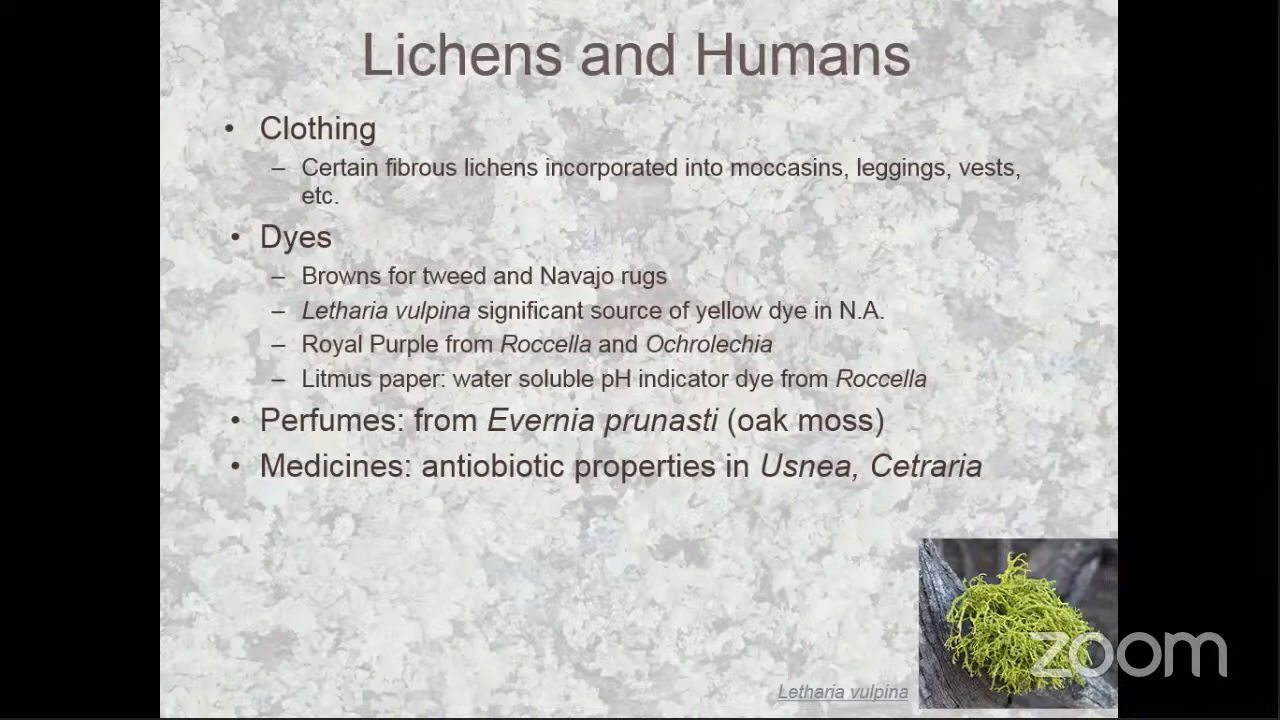 Lichens and Humans
• Clothing
– Certain fibrous lichens incorporated into moccasins, leggings, vests,
etc.
• Dyes
– Browns for tweed and Navajo rugs
– Letharia vulpina significant source of yellow dye in N.A.
– Royal Purple from Roccella and Ochrolechia
– Litmus paper: water soluble pH indicator dye from Roccella
• Perfumes: from Evernia prunasti (oak moss)
• Medicines: antiobiotic properties in Usnea, Cetraria
Letharia vulpina
zoom